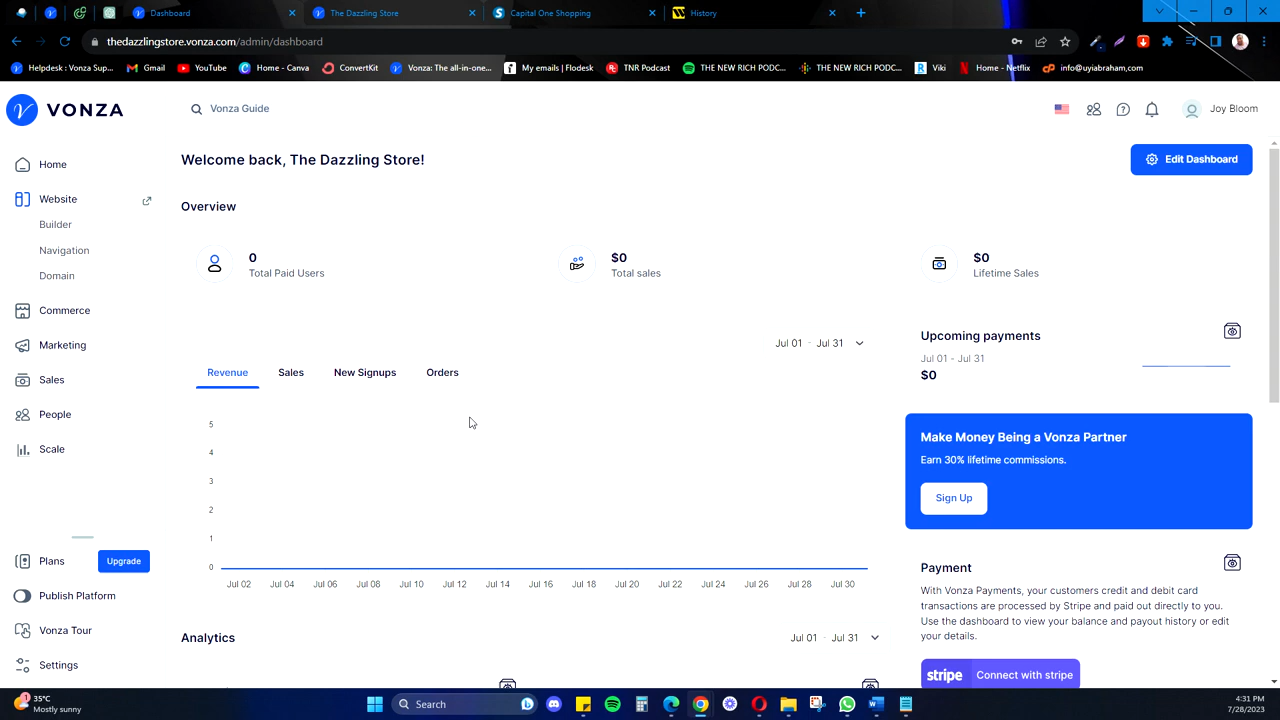 Dashboard
The Dazzling Store
Capital One Shopping
History
thedazzlingstore.vonza.com/admin/dashboard
Helpdesk : Vonza Sup...
Gmail
YouTube
Home - Canva
ConvertKit
Vonza: The all-in-one...
My emails | Flodesk
TNR Podcast
THE NEW RICH PODC...
THE NEW RICH PODC...
Viki
Home - Netflix
info@uyiabraham.com
VONZA
Vonza Guide
Joy Bloom
Home
Website
Builder
Navigation
Domain
Commerce
Marketing
Sales
People
Scale
Plans
Upgrade
Publish Platform
Vonza Tour
Settings
Welcome back, The Dazzling Store!
Edit Dashboard
Overview
0
Total Paid Users
$0
Total sales
$0
Lifetime Sales
Jul 01 - Jul 31
Revenue Sales New Signups Orders
5
4
3
2
1
0
Jul 02 Jul 04 Jul 06 Jul 08 Jul 10 Jul 12 Jul 14 Jul 16 Jul 18 Jul 20 Jul 22 Jul 24 Jul 26 Jul 28 Jul 30
Upcoming payments
Jul 01 - Jul 31
$0
Make Money Being a Vonza Partner
Earn 30% lifetime commissions.
Sign Up
Analytics
Jul 01 - Jul 31
Payment
With Vonza Payments, your customers credit and debit card
transactions are processed by Stripe and paid out directly to you.
Use the dashboard to view your balance and payout history or edit
your details.
stripe Connect with stripe
1
35°C
Mostly sunny
Search
4:31 PM
7/28/2023